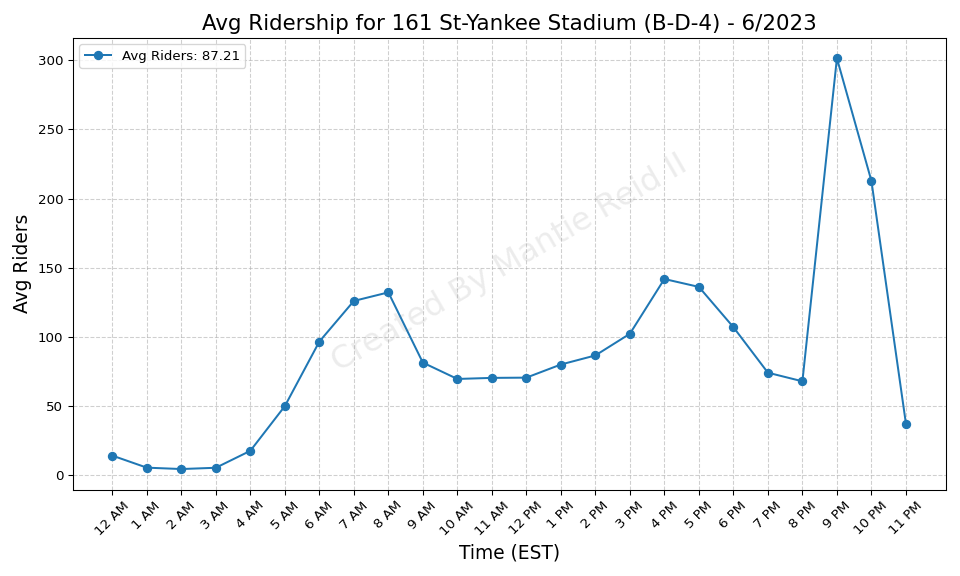 Avg Ridership for 161 St-Yankee Stadium (B-D-4) - 6/2023
Avg Riders: 87.21
300
250
200
150
100
50
0
Avg Riders
Created By Mantie Reid II
12 AM
1 AM
2 AM
3 AM
4 AM
5 AM
6 AM
7 AM
8 AM
9 AM
10 AM
11 AM
12 PM
1 PM
2 PM
3 PM
4 PM
5 PM
6 PM
7 PM
8 PM
9 PM
10 PM
11 PM
Time (EST)